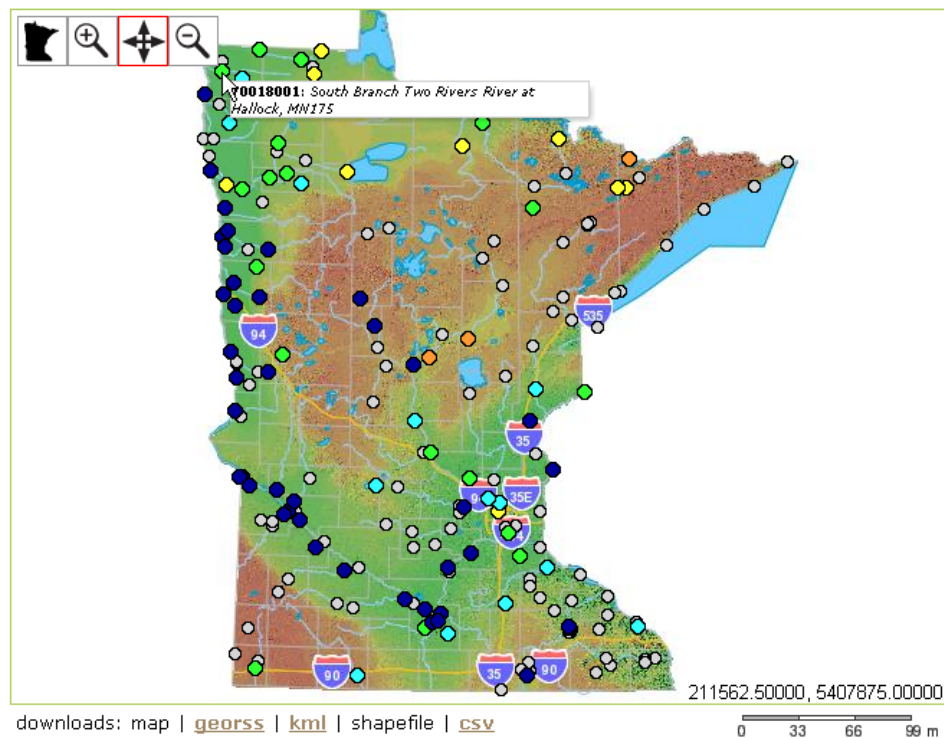 70018001: South Branch Two Rivers River at
Hallock, MN175
94
535
35
94
35E
90
35
90
211562.50000, 5407875.00000
downloads: map | georss | kml | shapefile | csv
0 33 66 99 m